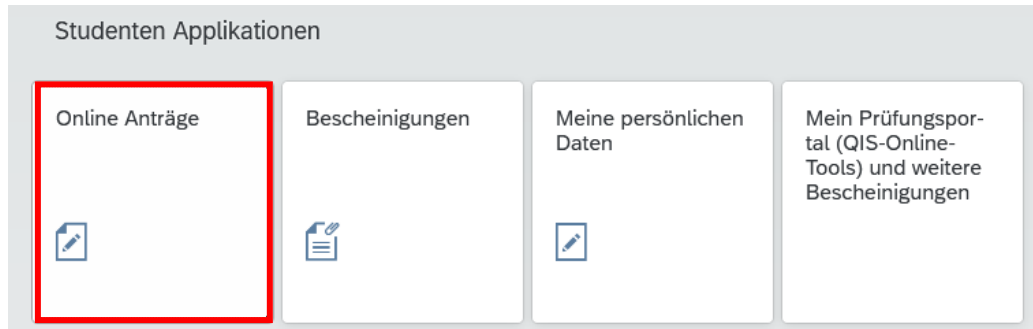 Studenten Applikationen
Online Anträge
Bescheinigungen
Meine persönlichen
Daten
Mein Prüfungspor-
tal (QIS-Online-
Tools) und weitere
Bescheinigungen